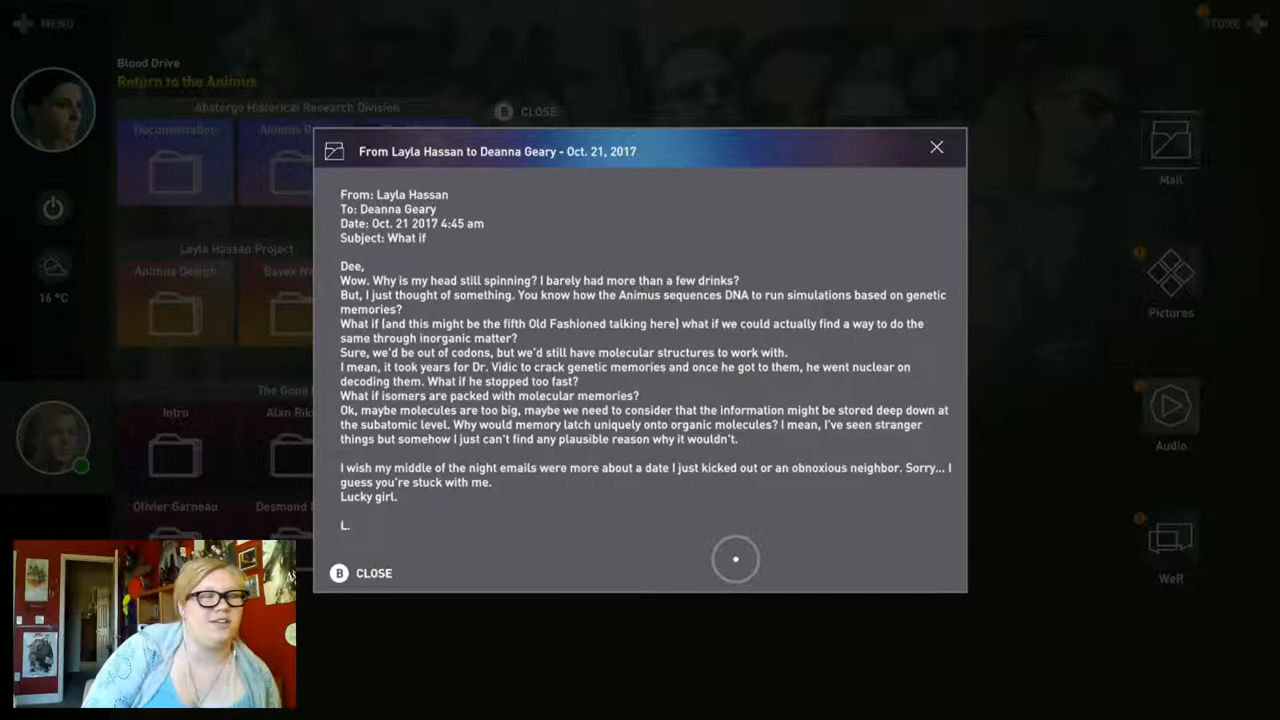 MENU
STORE
Blood Drive
Return to the Animus
Abstergo Historical Research Division
B CLOSE
Documentation
From Layla Hassan to Deanna Geary - Oct. 21, 2017
From: Layla Hassan
To: Deanna Geary
Date: Oct. 21 2017 4:45 am
Subject: What if
Dee,
Wow. Why is my head still spinning? I barely had more than a few drinks?
But, I just thought of something. You know how the Animus sequences DNA to run simulations based on genetic
memories?
What if (and this might be the fifth Old Fashioned talking here) what if we could actually find a way to do the
same through inorganic matter?
Sure, we'd be out of codons, but we'd still have molecular structures to work with.
I mean, it took years for Dr. Vidic to crack genetic memories and once he got to them, he went nuclear on
decoding them. What if he stopped too fast?
What if isomers are packed with molecular memories?
Ok, maybe molecules are too big, maybe we need to consider that the information might be stored deep down at
the subatomic level. Why would memory latch uniquely onto organic molecules? I mean, I've seen stranger
things but somehow I just can't find any plausible reason why it wouldn't.
I wish my middle of the night emails were more about a date I just kicked out or an obnoxious neighbor. Sorry... I
guess you're stuck with me.
Lucky girl.
L.
B CLOSE
16 °C
Layla Hassan Project
Animus Design
Bayek
The Good
Intro
Alan
Olivier Garneau
Desmond
Mail
Pictures
Audio
WeR